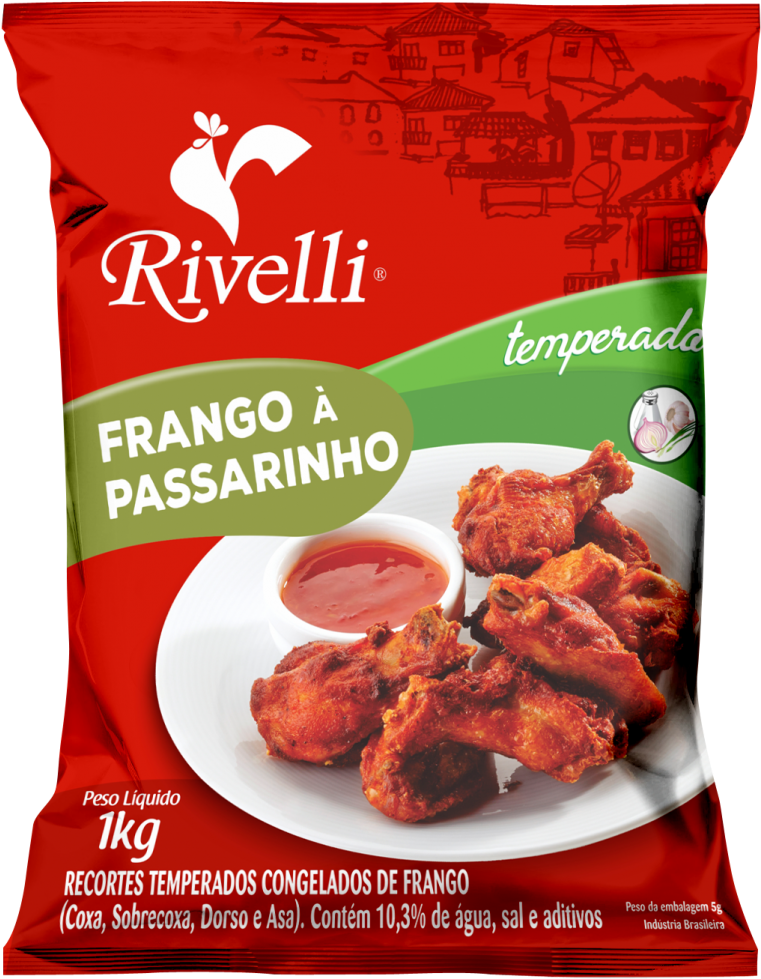 Rivelli®
temperado
FRANGO À
PASSARINHO
Peso Líquido
1kg
RECORTES TEMPERADOS CONGELADOS DE FRANGO
(Coxa, Sobrecoxa, Dorso e Asa). Contém 10,3% de água, sal e aditivos
Peso da embalagem 5g
Indústria Brasileira